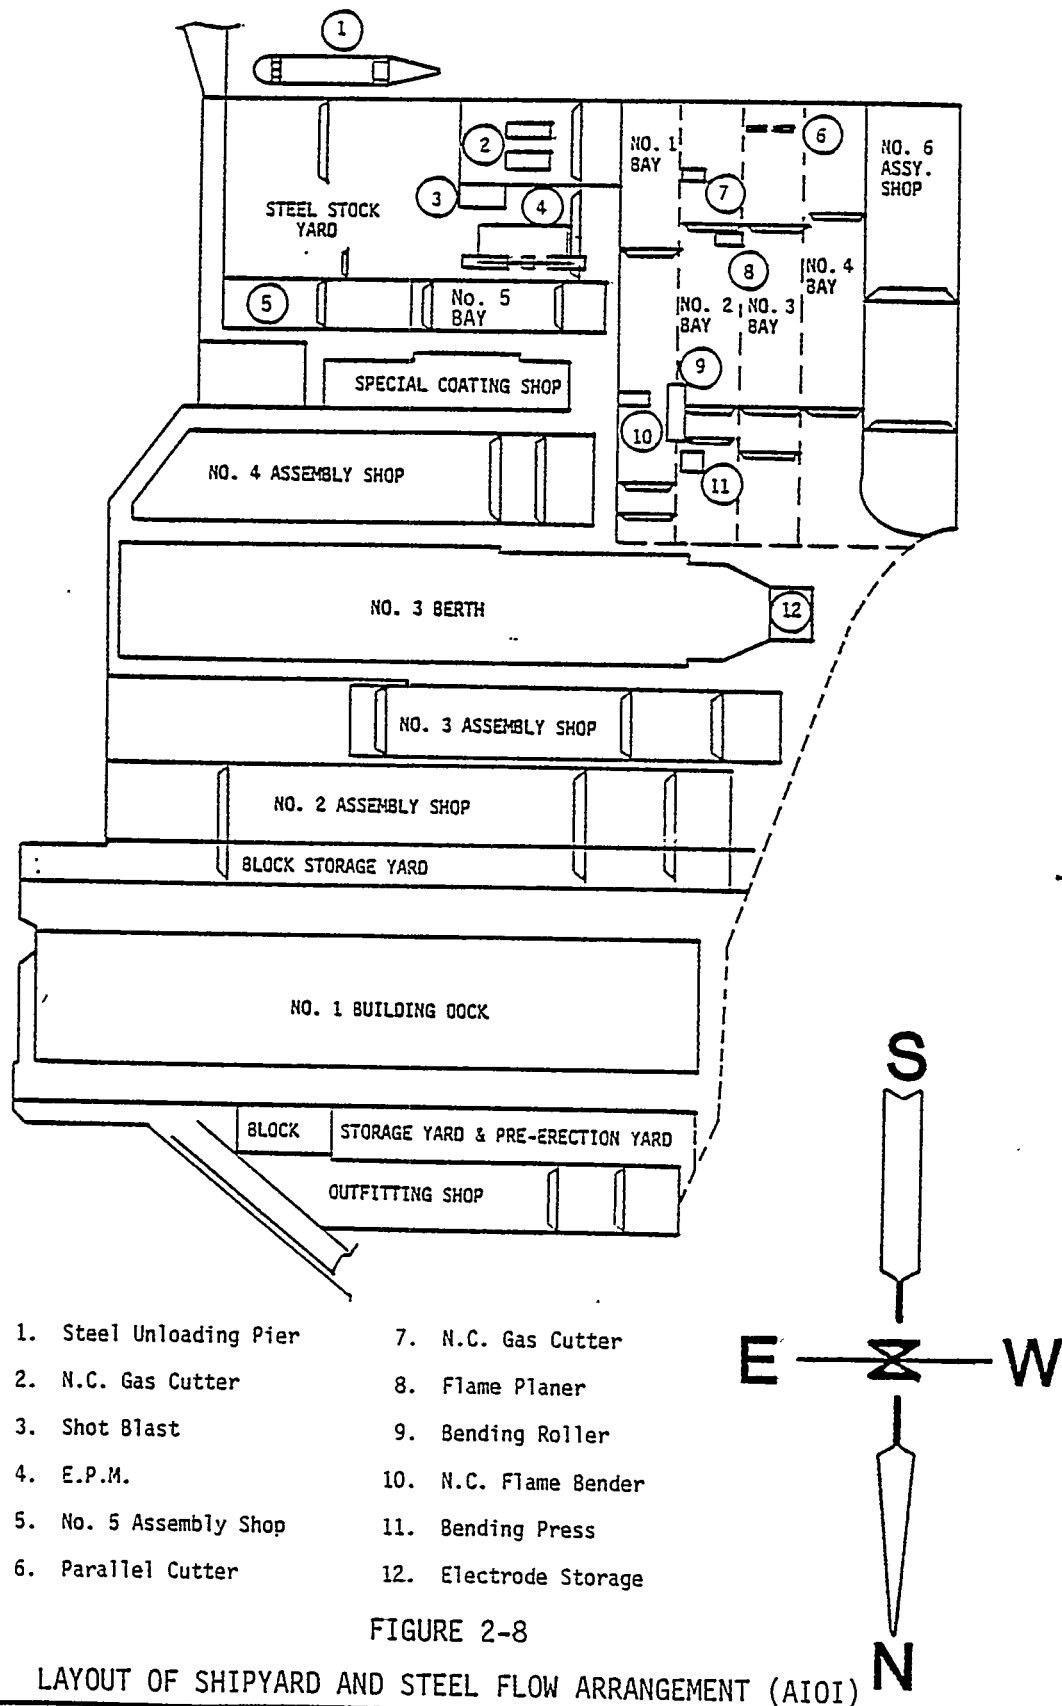 1
2
3
4
5
6
7
8
9
10
11
12
NO. 1
BAY
NO. 6
ASSY.
SHOP
STEEL STOCK
YARD
NO. 4
BAY
No. 5
BAY
NO. 2
BAY
NO. 3
BAY
SPECIAL COATING SHOP
NO. 4 ASSEMBLY SHOP
NO. 3 BERTH
NO. 3 ASSEMBLY SHOP
NO. 2 ASSEMBLY SHOP
BLOCK STORAGE YARD
NO. 1 BUILDING DOCK
BLOCK
STORAGE YARD & PRE-ERECTION YARD
OUTFITTING SHOP
S
E
W
N
1. Steel Unloading Pier
2. N.C. Gas Cutter
3. Shot Blast
4. E.P.M.
5. No. 5 Assembly Shop
6. Parallel Cutter
7. N.C. Gas Cutter
8. Flame Planer
9. Bending Roller
10. N.C. Flame Bender
11. Bending Press
12. Electrode Storage
FIGURE 2-8
LAYOUT OF SHIPYARD AND STEEL FLOW ARRANGEMENT (AIOI)